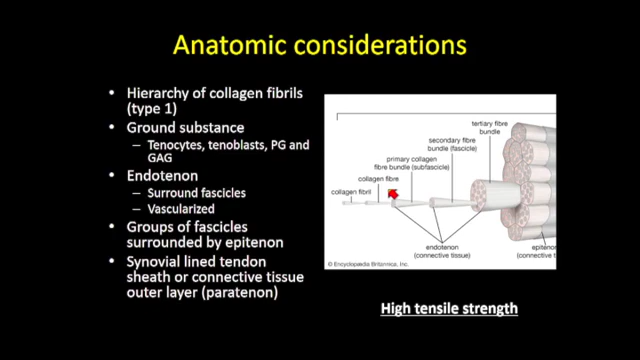 Anatomic considerations
• Hierarchy of collagen fibrils
(type 1)
• Ground substance
– Tenocytes, tenoblasts, PG and
GAG
• Endotenon
– Surround fascicles
– Vascularized
• Groups of fascicles
surrounded by epitenon
• Synovial lined tendon
sheath or connective tissue
outer layer (paratenon)
tertiary fibre
bundle
secondary fibre
bundle (fascicle)
primary collagen
fibre bundle (subfascicle)
collagen fibre
collagen fibril
endotenon
(connective tissue)
epiten
(connective t
© Encyclopædia Britannica, Inc.
High tensile strength